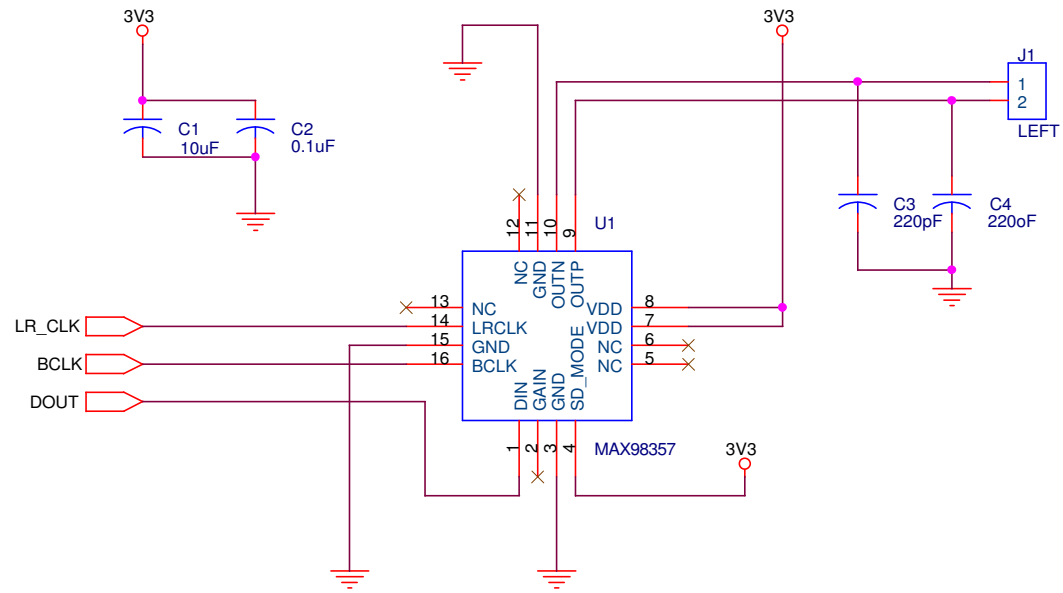 3V3
3V3
J1
1
2
LEFT
C1
10uF
C2
0.1uF
C3
220pF
C4
220oF
U1
12
11
10
9
NC
GND
OUTN
OUTP
13
NC
VDD
8
LR_CLK
14
LRCLK
VDD
7
15
GND
NC
6
BCLK
16
BCLK
NC
5
DOUT
DIN
GAIN
GND
SD_MODE
1
2
3
4
MAX98357
3V3